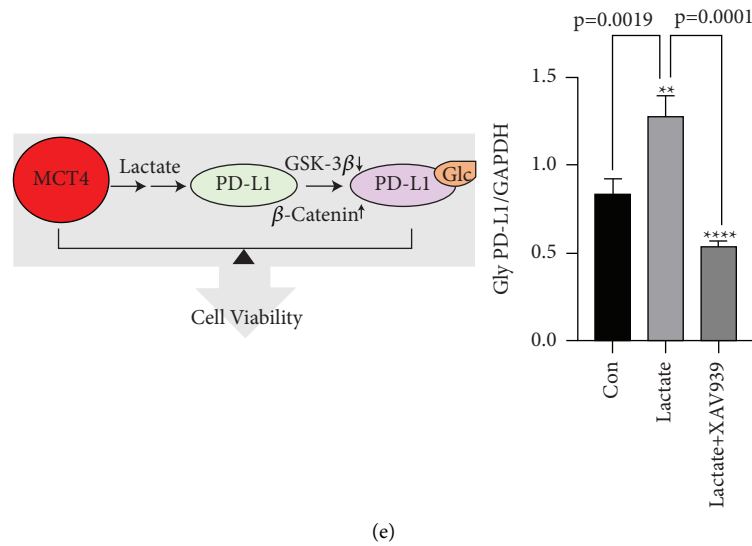 MCT4
Lactate
PD-L1
GSK-3β↓
β-Catenin↑
PD-L1
Glc
Cell Viability
p=0.0019
p=0.0001
Gly PD-L1/GAPDH
1.5
1.0
0.5
0.0
**
****
Con
Lactate
Lactate+XAV939
(e)